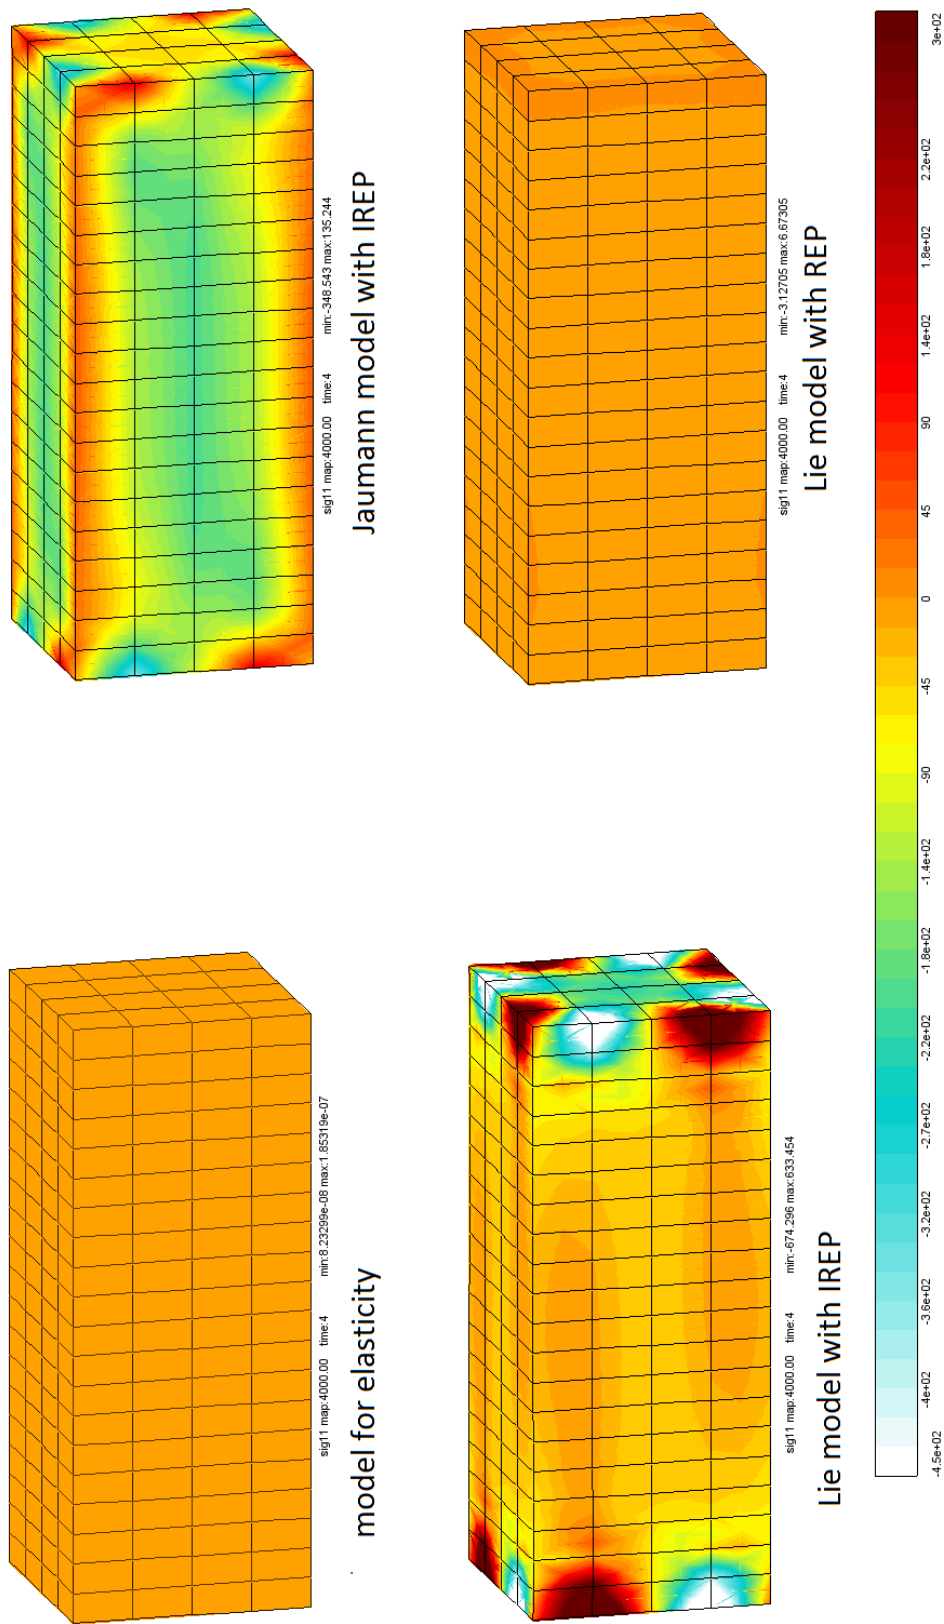 sig11 map:4000.00 time:4 min:8.23299e-08 max:1.85319e-07
model for elasticity
sig11 map:4000.00 time:4 min:-348.543 max:135.244
Jaumann model with IREP
sig11 map:4000.00 time:4 min:-674.296 max:633.454
Lie model with IREP
sig11 map:4000.00 time:4 min:-3.12705 max:6.67305
Lie model with REP
-4.5e+02 -4e+02 -3.6e+02 -3.2e+02 -2.7e+02 -2.2e+02 -1.8e+02 -1.4e+02 -90 -45 0 45 90 1.4e+02 1.8e+02 2.2e+02 3e+02